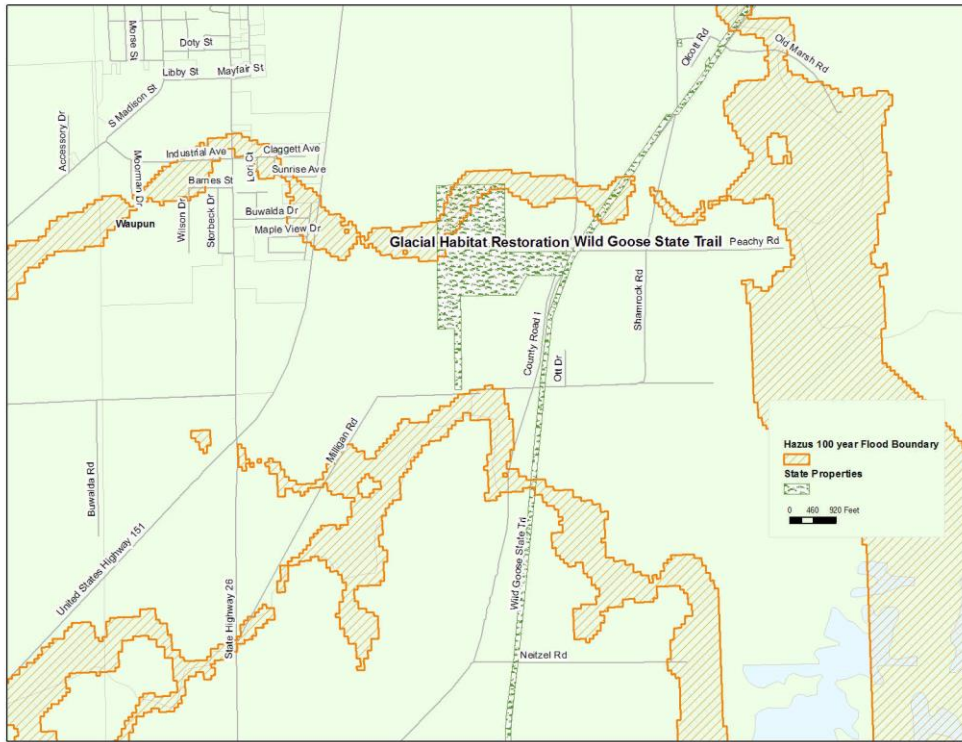 Morse St
Doty St
Libby St
Mayfair St
S Madison St
Accessory Dr
Olcott Rd
Old Marsh Rd
Moorman Dr
Industrial Ave
Lori Ct
Claggett Ave
Sunrise Ave
Barnes St
Wilson Dr
Storbeck Dr
Buwalda Dr
Maple View Dr
Waupun
Glacial Habitat Restoration Wild Goose State Trail
Peachy Rd
Shamrock Rd
County Road I
Ott Dr
Milligan Rd
Buwalda Rd
United States Highway 151
State Highway 26
Wild Goose State Trl
Neitzel Rd
Hazus 100 year Flood Boundary
State Properties
0 460 920 Feet